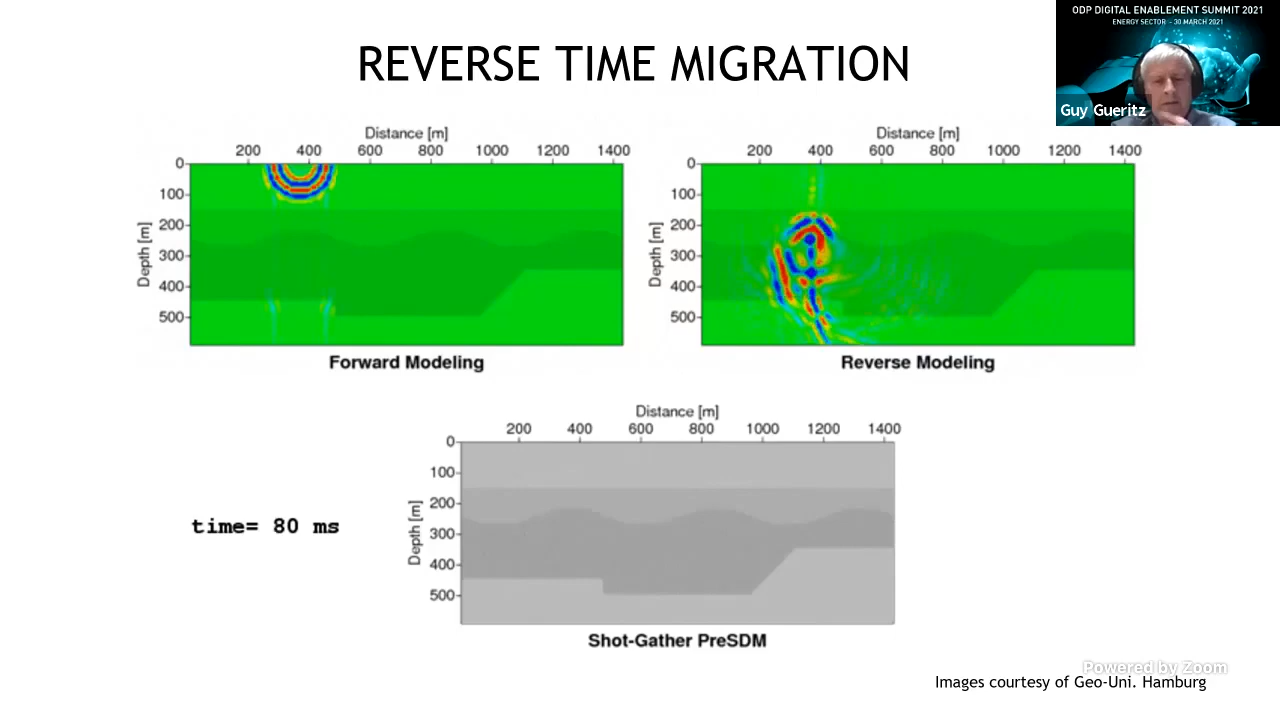 ODP DIGITAL ENABLEMENT SUMMIT 2021
ENERGY SECTOR - 30 MARCH 2021
Guy Gueritz
REVERSE TIME MIGRATION
Distance [m]
200 400 600 800 1000 1200 1400
Depth [m]
0
100
200
300
400
500
Forward Modeling
Distance [m]
200 400 600 800 1000 1200 1400
Depth [m]
0
100
200
300
400
500
Reverse Modeling
Distance [m]
200 400 600 800 1000 1200 1400
Depth [m]
0
100
200
300
400
500
Shot-Gather PreSDM
time= 80 ms
Powered by Zoom
Images courtesy of Geo-Uni. Hamburg